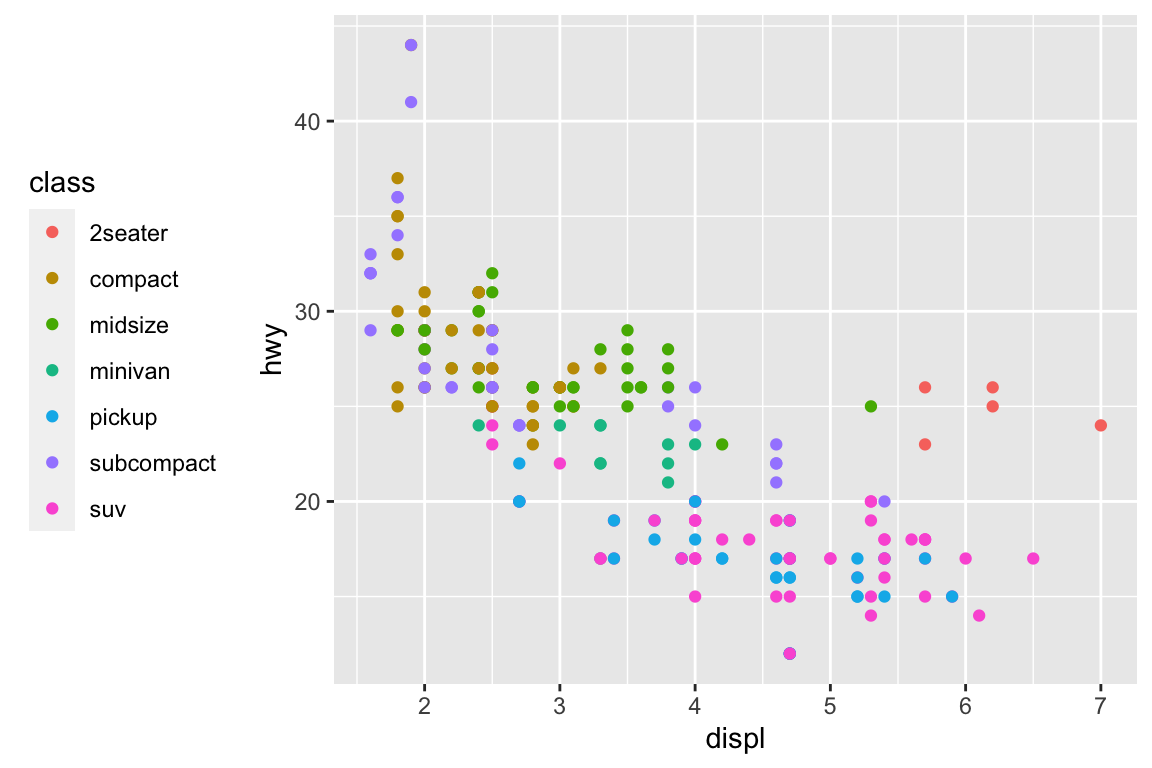 class
2seater
compact
midsize
minivan
pickup
subcompact
suv
hwy
40
30
20
2 3 4 5 6 7
displ